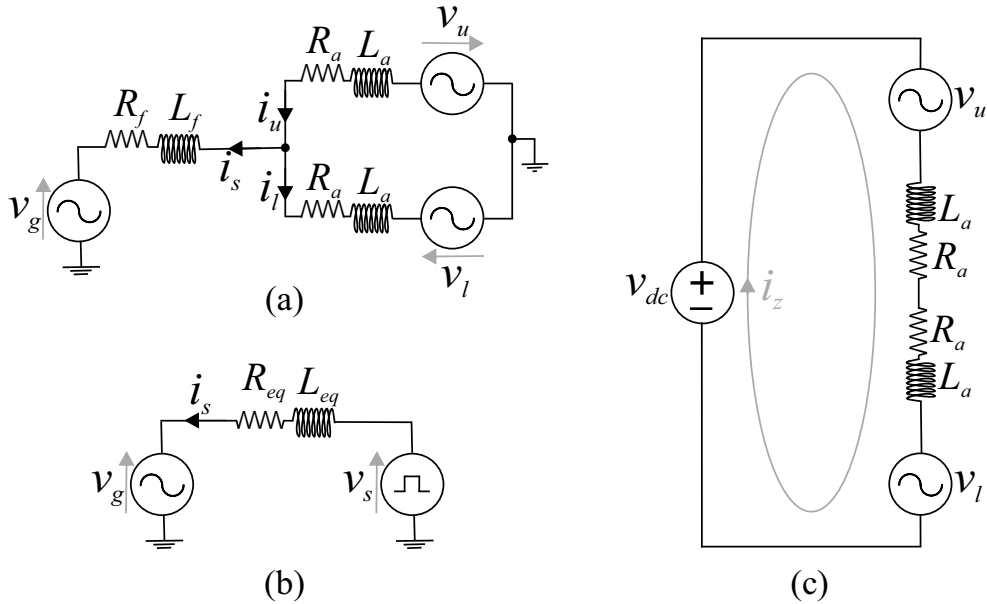 R_a L_a v_u
R_f L_f i_u
i_s
v_g i_l R_a L_a
v_l
(a)
i_s R_eq L_eq
v_g v_s
(b)
v_u
L_a
R_a
v_dc + − i_z
R_a
L_a
v_l
(c)